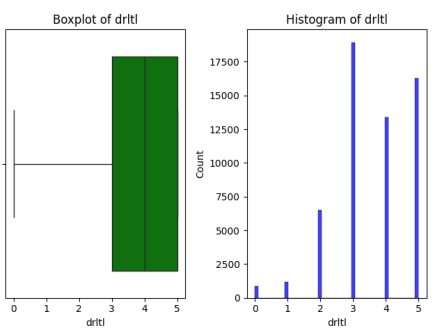 Boxplot of drltl
0 1 2 3 4 5
drltl
Histogram of drltl
Count
17500
15000
12500
10000
7500
5000
2500
0
0 1 2 3 4 5
drltl